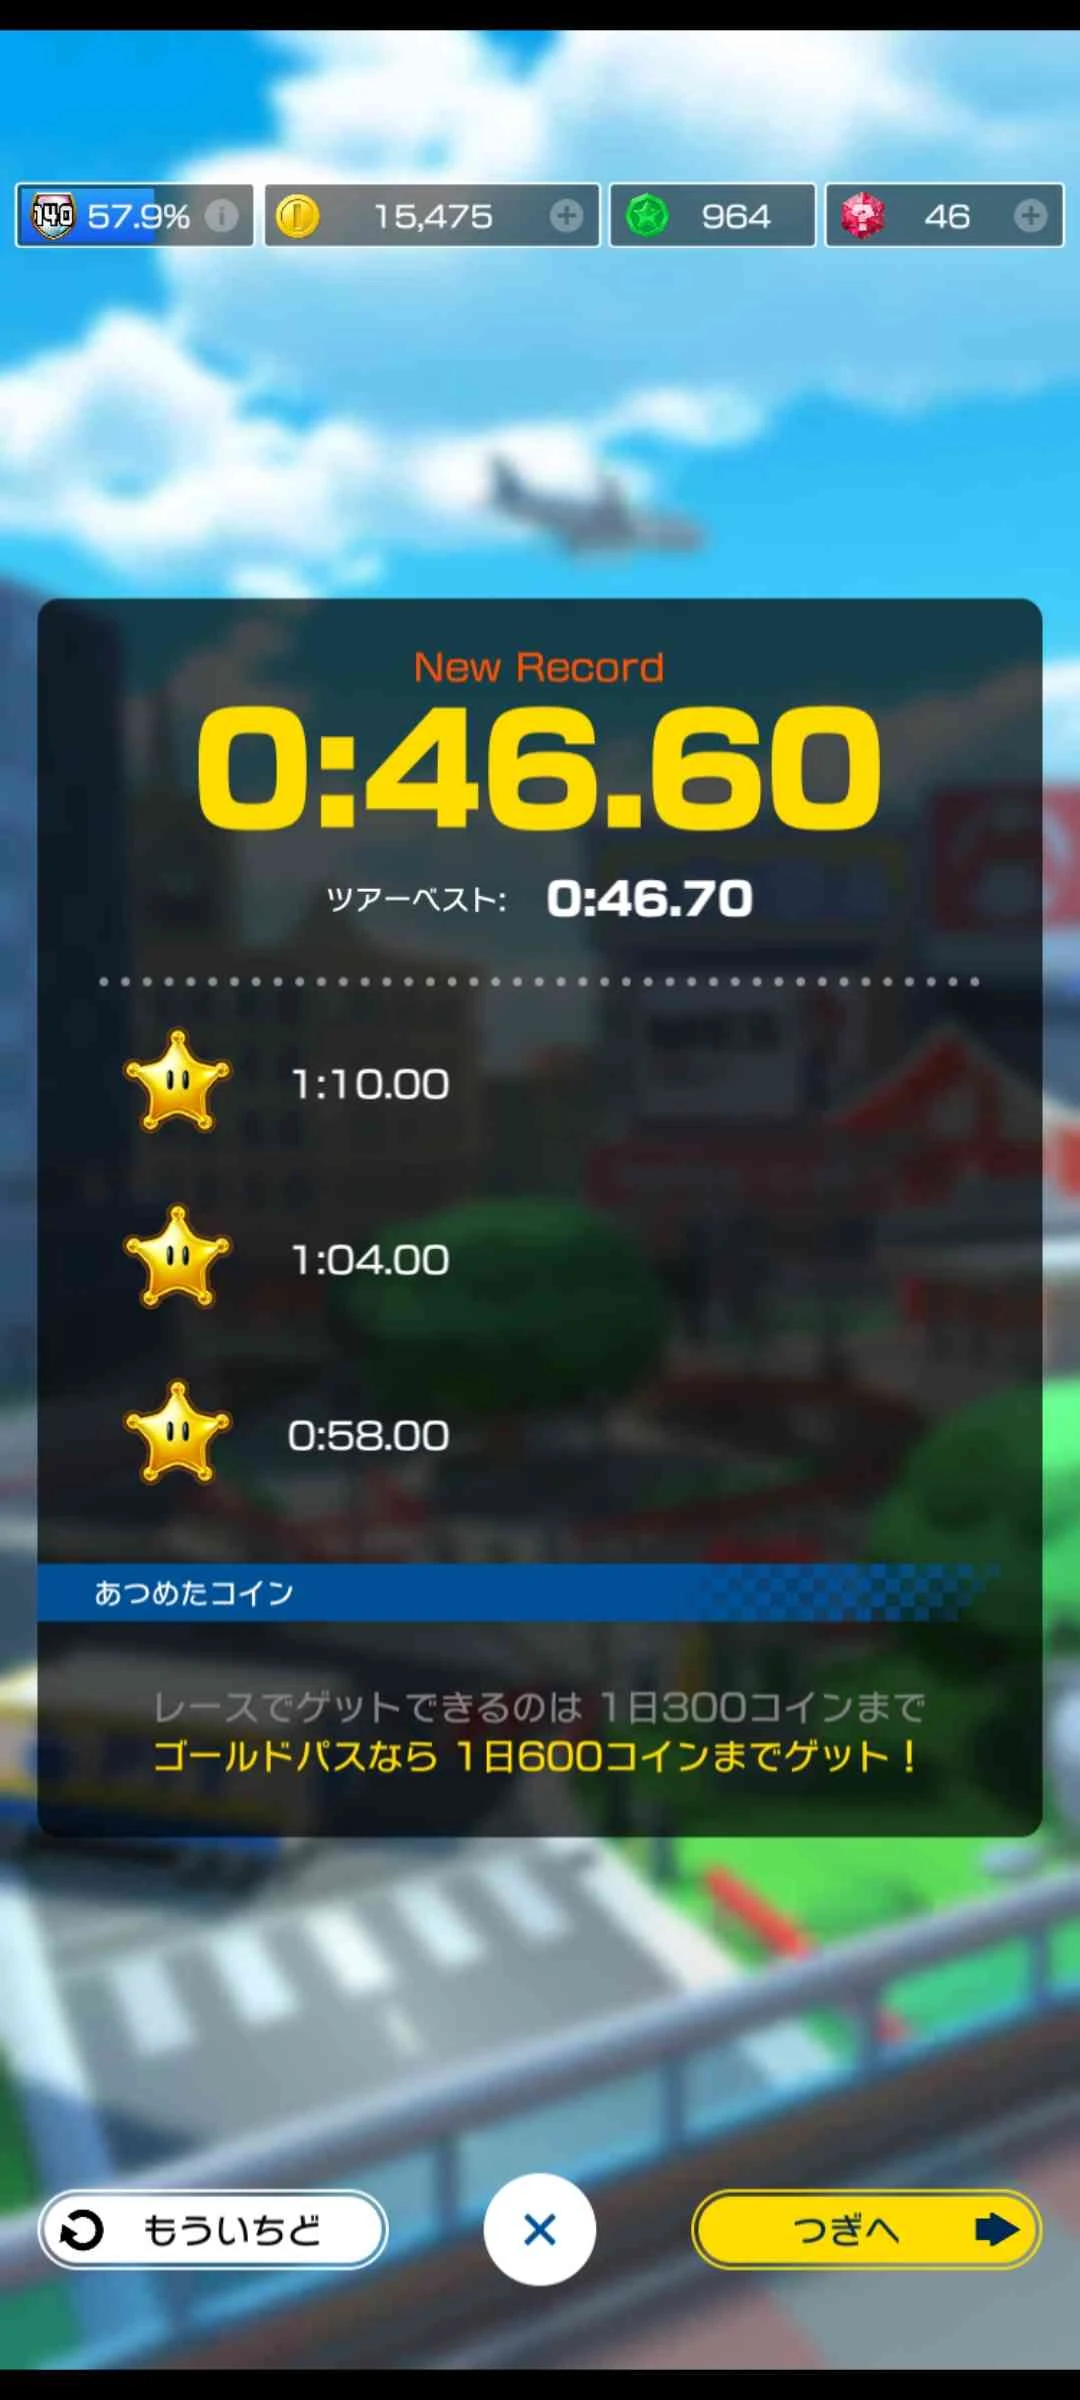 140 57.9% i 15,475 + 964 ? 46 +
New Record
0:46.60
ツアーベスト: 0:46.70
1:10.00
1:04.00
0:58.00
あつめたコイン
レースでゲットできるのは 1日300コインまで
ゴールドパスなら 1日600コインまでゲット！
もういちど × つぎへ